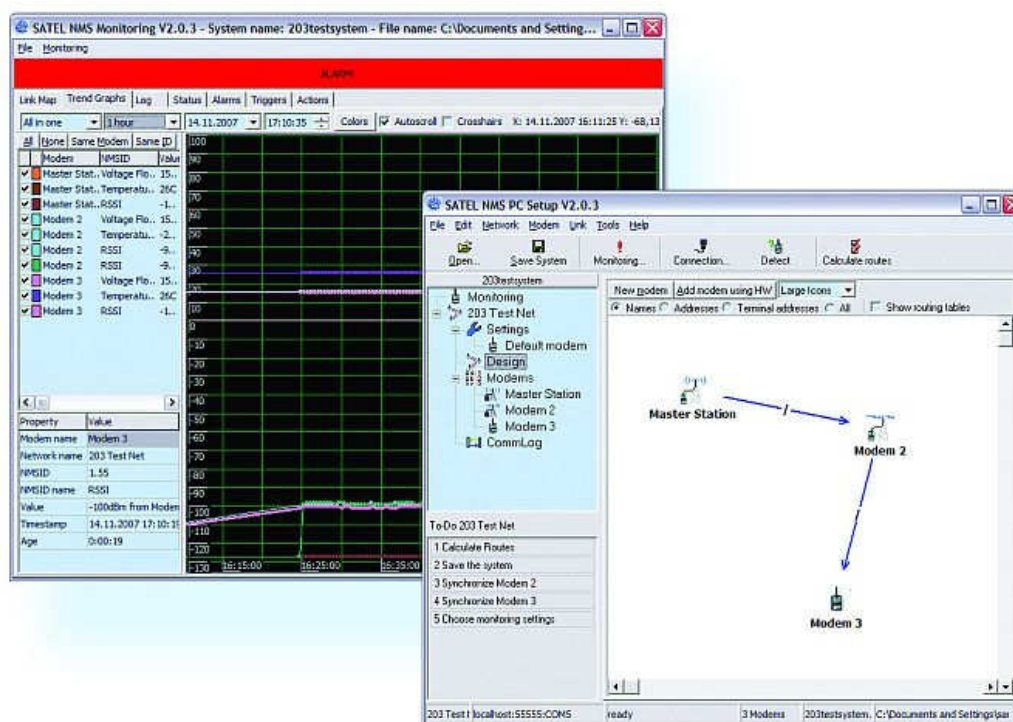 SATEL NMS Monitoring V2.0.3 - System name: 203testsystem - File name: C:\Documents and Setting...
File Monitoring
ALARMS
Link Map Trend Graphs Log Status Alarms Triggers Actions
All in one 1 hour 14.11.2007 17:10:35 Colors Autoscroll Crosshairs X: 14.11.2007 16:11:25 Y: -68,13
All None Same Modem Same ID
Modem NMSID Value
Master Stat.. Voltage Flo.. 15..
Master Stat.. Temperatu.. 26C
Master Stat.. RSSI -1..
Modem 2 Voltage Flo.. 15..
Modem 2 Temperatu.. -2..
Modem 2 RSSI -9..
Modem 2 RSSI -9..
Modem 3 Voltage Flo.. 15..
Modem 3 Temperatu.. 26C
Modem 3 RSSI -1..
100
90
80
70
60
50
40
30
20
10
0
-10
-20
-30
-40
-50
-60
-70
-80
-90
-100
-110
-120
-130
16:15:00 16:25:00 16:35:00
Property Value
Modem name Modem 3
Network name 203 Test Net
NMSID 1.55
NMSID name RSSI
Value -100dBm from Modem
Timestamp 14.11.2007 17:10:19
Age 0:00:19
SATEL NMS PC Setup V2.0.3
File Edit Network Modem Link Tools Help
Open... Save System Monitoring... Connection... Detect Calculate routes
203testsystem
Monitoring
203 Test Net
Settings
Default modem
Design
Modems
Master Station
Modem 2
Modem 3
CommLog
To-Do 203 Test Net
1 Calculate Routes
2 Save the system
3 Synchronize Modem 2
4 Synchronize Modem 3
5 Choose monitoring settings
New modem Add modem using HW Large Icons
Names Addresses Terminal addresses All Show routing tables
Master Station
Modem 2
Modem 3
203 Test localhost:55555:COM5 ready 3 Modems 203testsystem. C:\Documents and Settings\